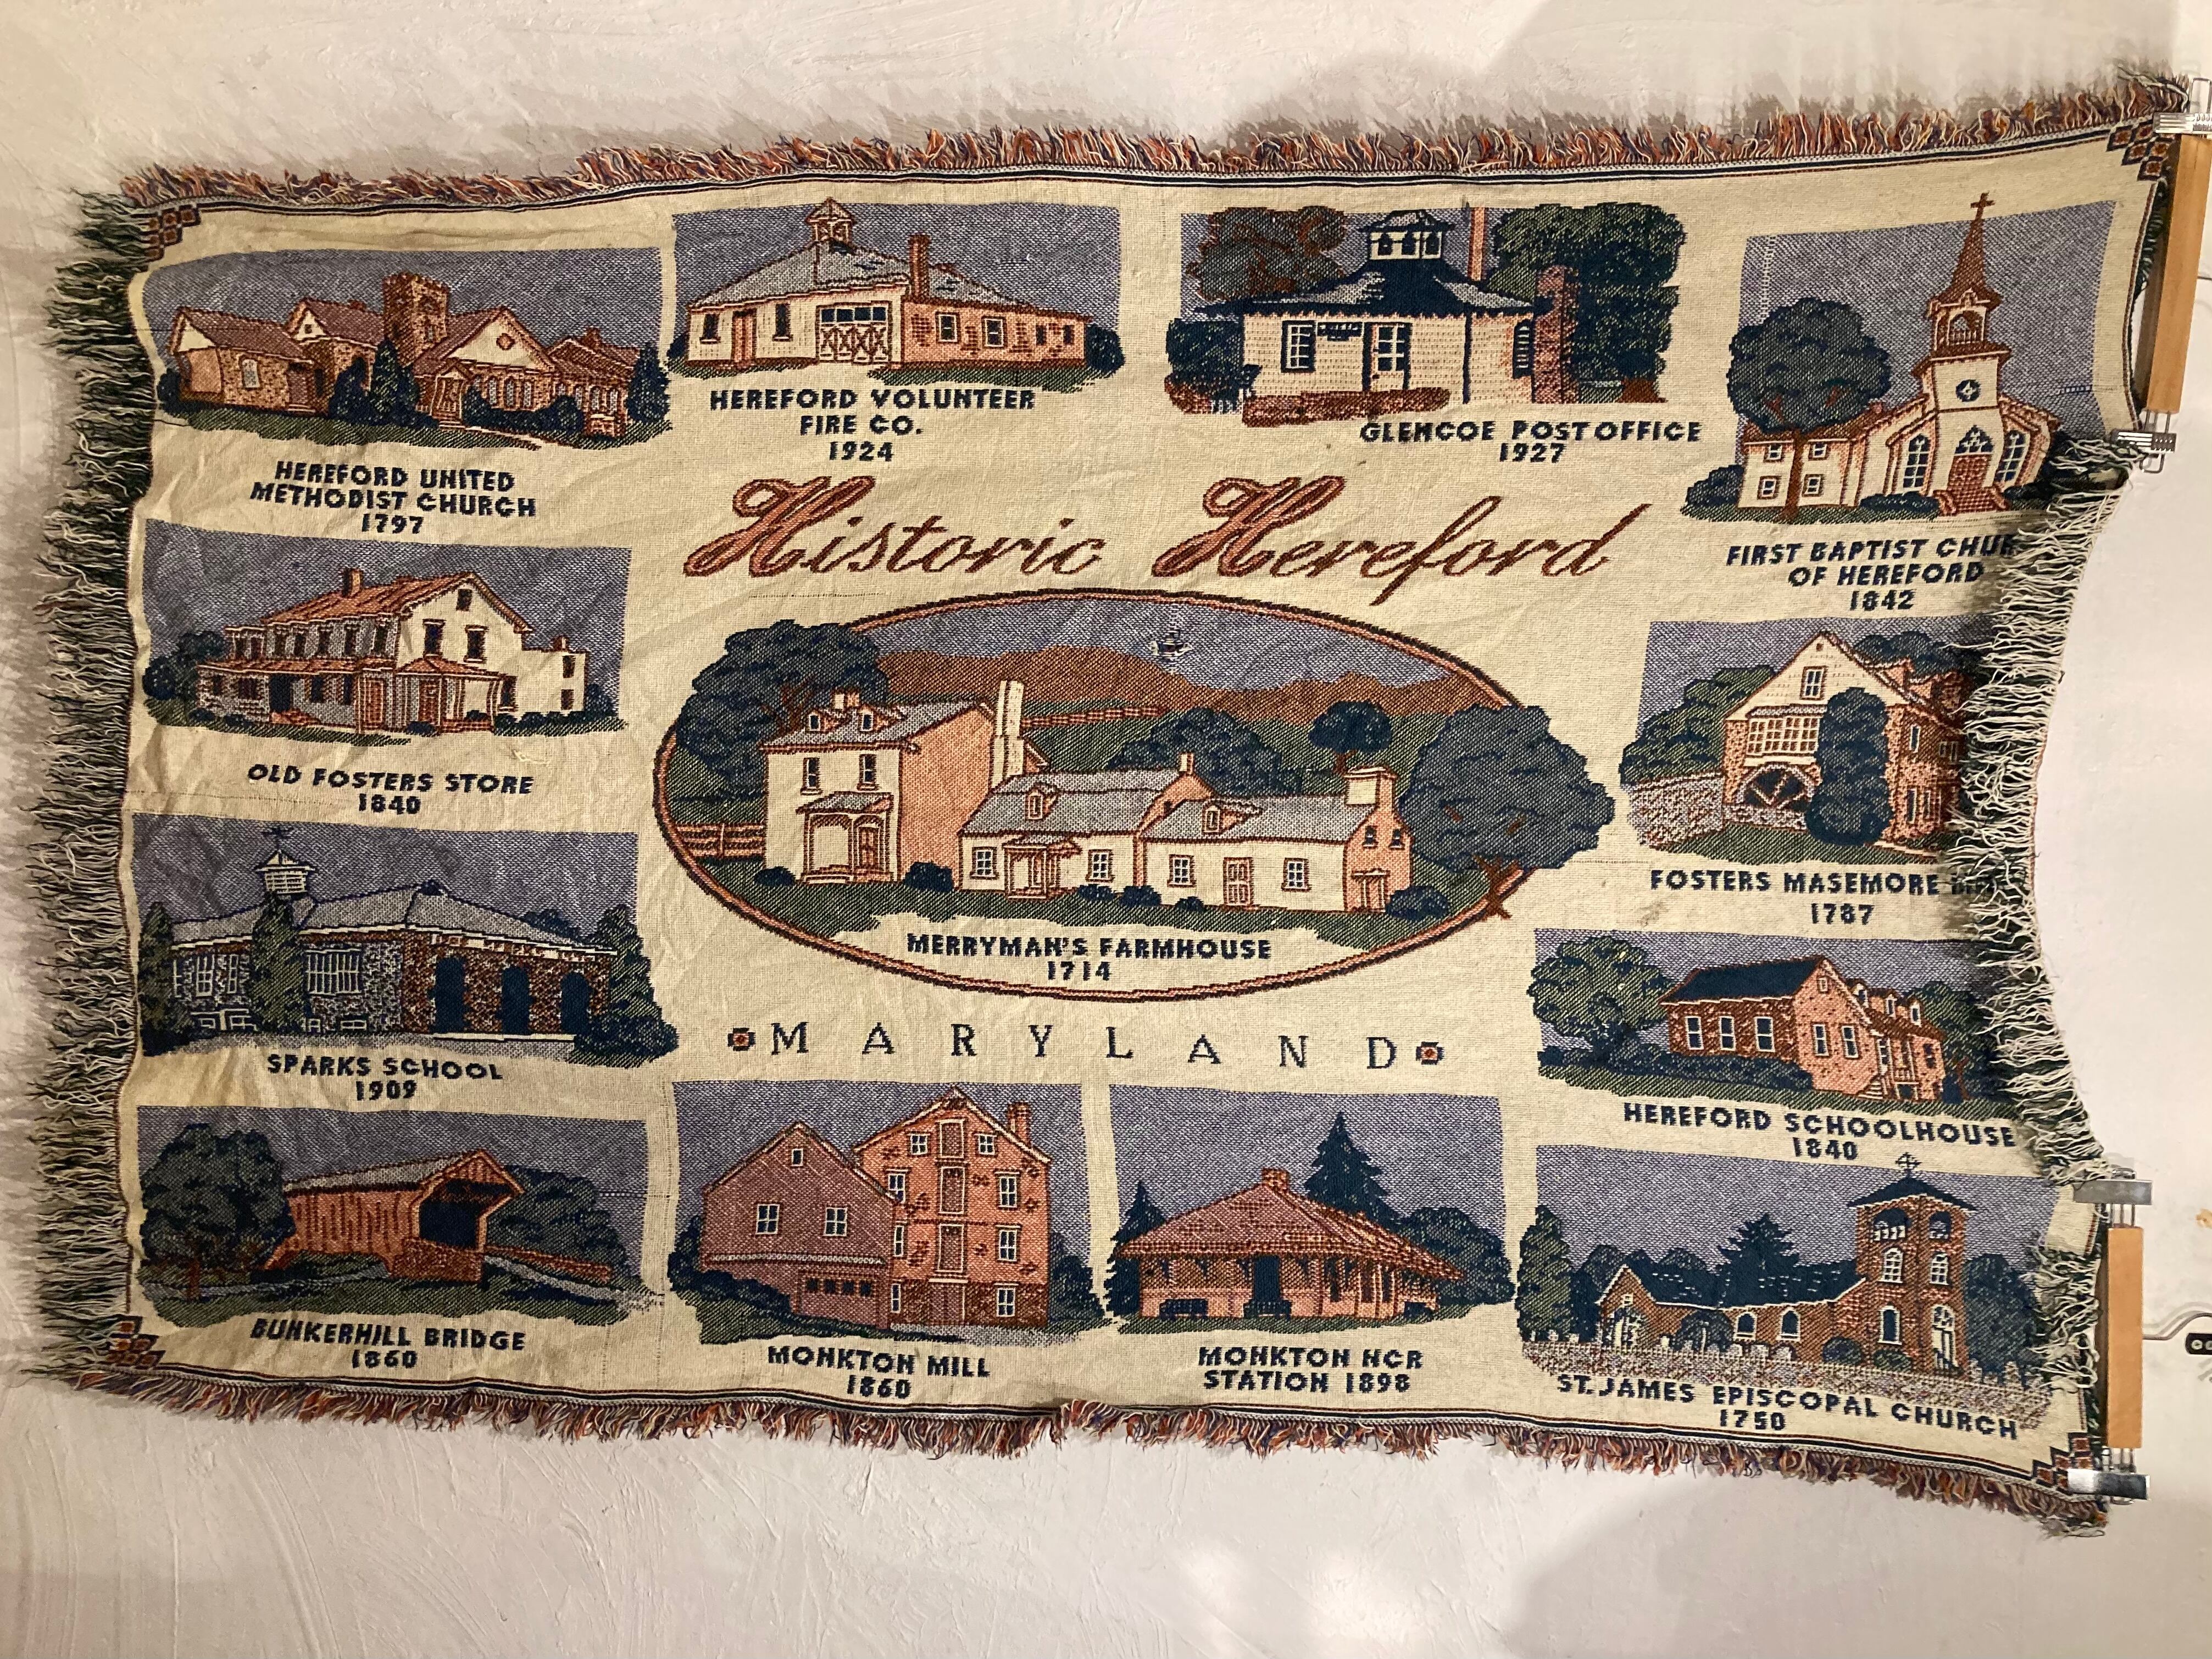 HEREFORD UNITED
METHODIST CHURCH
1797
HEREFORD VOLUNTEER
FIRE CO.
1924
GLENCOE POST OFFICE
1927
FIRST BAPTIST
OF HEREFORD
1842
Historic Hereford
OLD FOSTERS STORE
1840
MERRYMAN'S FARMHOUSE
1714
FOSTERS MASEMORE
1787
SPARKS SCHOOL
1909
MARYLAND
HEREFORD SCHOOLHOUSE
1840
BUNKERHILL BRIDGE
1860
MONKTON MILL
1860
MONKTON NCR
STATION 1898
ST. JAMES EPISCOPAL CHURCH
1750